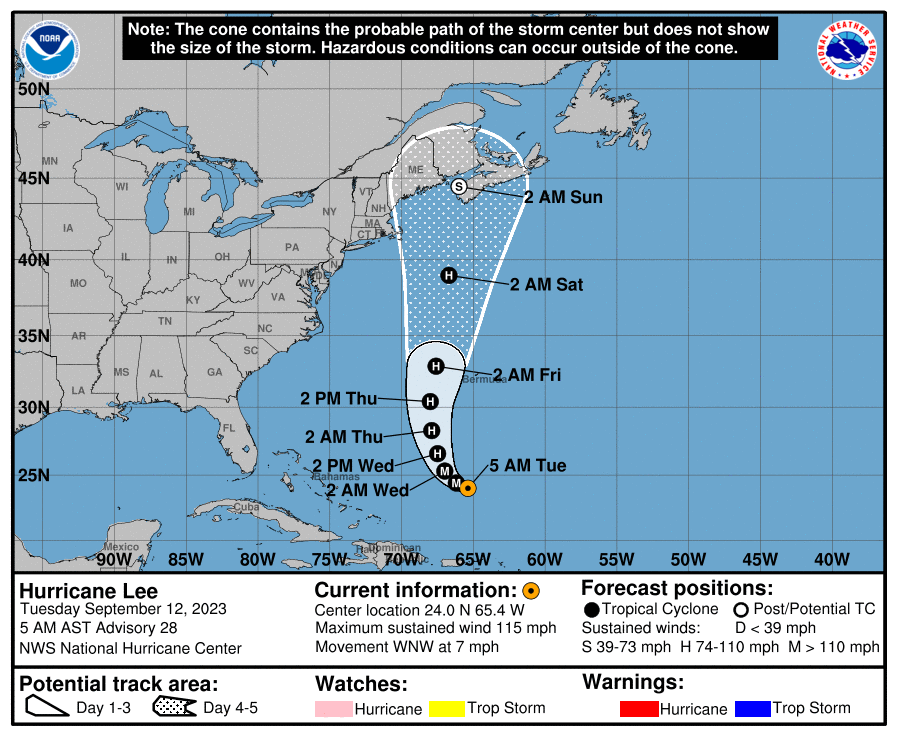 Note: The cone contains the probable path of the storm center but does not show
the size of the storm. Hazardous conditions can occur outside of the cone.
NOAA
NATIONAL WEATHER SERVICE
50N
45N
40N
35N
30N
25N
MN
WI
MI
IA
IL
IN
OH
PA
NY
VT
NH
MA
CT
ME
MO
KY
WV
VA
TN
NC
AR
SC
MS
AL
GA
LA
FL
S
2 AM Sun
H
2 AM Sat
H
2 AM Fri
Bermuda
2 PM Thu
H
2 AM Thu
H
2 PM Wed
H
Bahamas
2 AM Wed
M
M
5 AM Tue
Cuba
Mexico
90W
85W
80W
75W
70W
65W
60W
55W
50W
45W
40W
Hurricane Lee
Tuesday September 12, 2023
5 AM AST Advisory 28
NWS National Hurricane Center
Current information:
Center location 24.0 N 65.4 W
Maximum sustained wind 115 mph
Movement WNW at 7 mph
Forecast positions:
Tropical Cyclone Post/Potential TC
Sustained winds: D < 39 mph
S 39-73 mph H 74-110 mph M > 110 mph
Potential track area:
Day 1-3 Day 4-5
Watches:
Hurricane Trop Storm
Warnings:
Hurricane Trop Storm